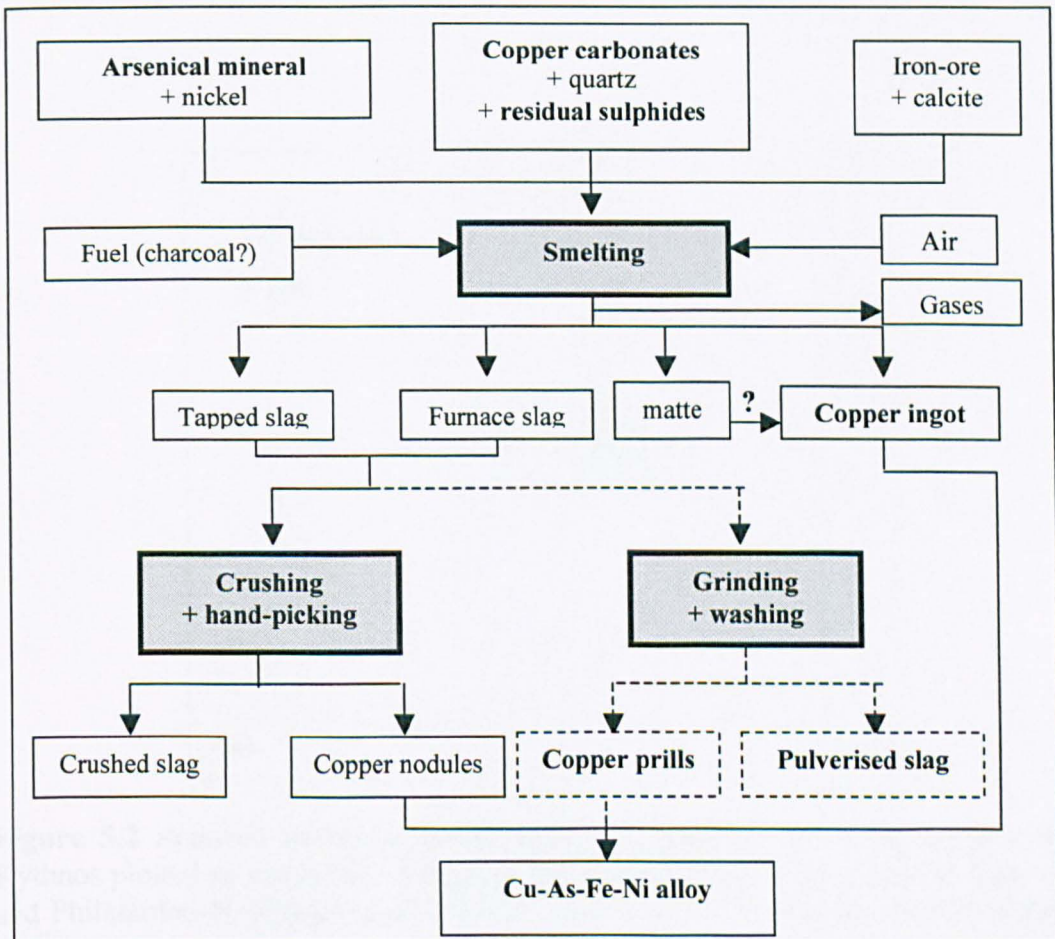 Arsenical mineral
+ nickel
Copper carbonates
+ quartz
+ residual sulphides
Iron-ore
+ calcite
Fuel (charcoal?)
Smelting
Air
Gases
Tapped slag
Furnace slag
matte
?
Copper ingot
Crushing
+ hand-picking
Grinding
+ washing
Crushed slag
Copper nodules
Copper prills
Pulverised slag
Cu-As-Fe-Ni alloy